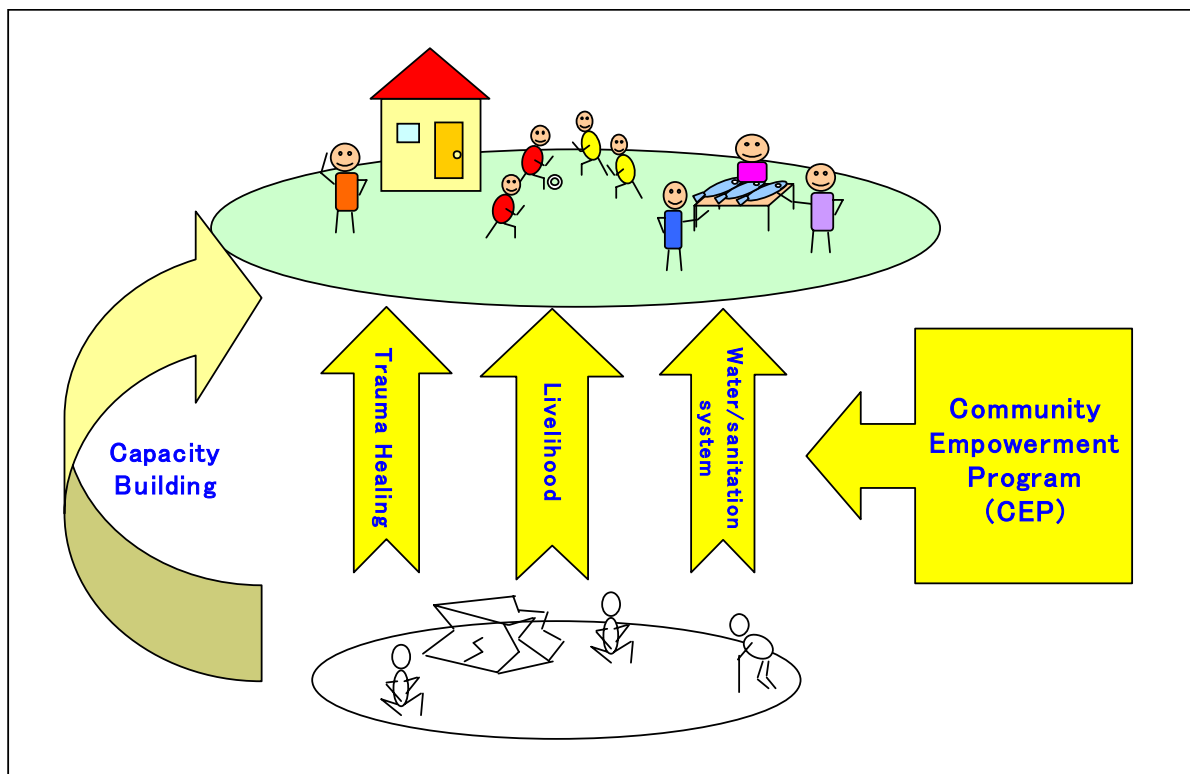 Capacity
Building
Trauma Healing
Livelihood
Water/sanitation
system
Community
Empowerment
Program
(CEP)